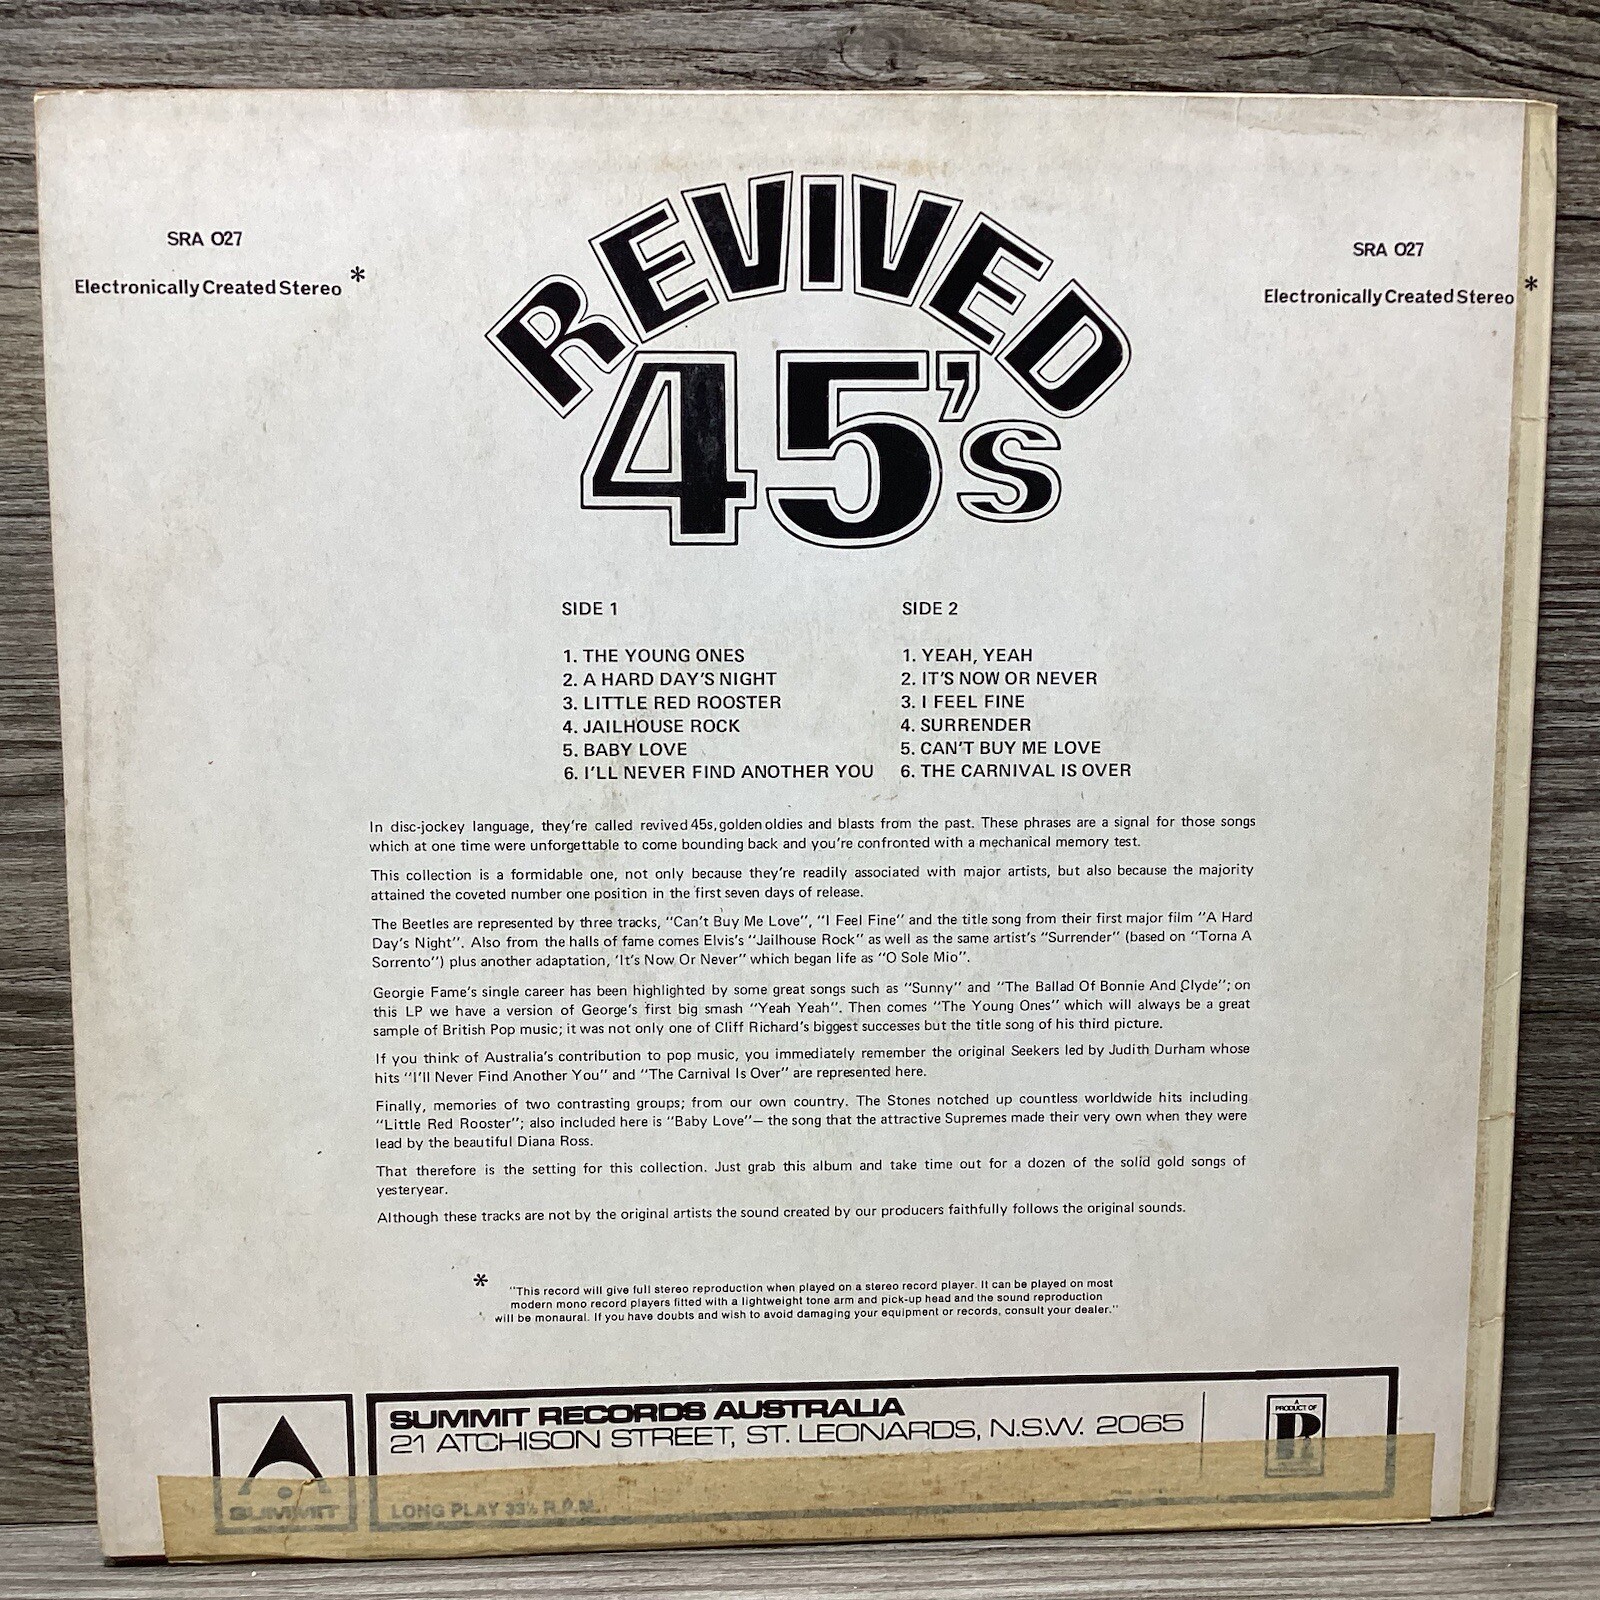 SRA 027
Electronically Created Stereo *
SRA 027
Electronically Created Stereo *
REVIVED
45's
SIDE 1
1. THE YOUNG ONES
2. A HARD DAY'S NIGHT
3. LITTLE RED ROOSTER
4. JAILHOUSE ROCK
5. BABY LOVE
6. I'LL NEVER FIND ANOTHER YOU
SIDE 2
1. YEAH, YEAH
2. IT'S NOW OR NEVER
3. I FEEL FINE
4. SURRENDER
5. CAN'T BUY ME LOVE
6. THE CARNIVAL IS OVER
In disc-jockey language, they're called revived 45s, golden oldies and blasts from the past. These phrases are a signal for those songs
which at one time were unforgettable to come bounding back and you're confronted with a mechanical memory test.
This collection is a formidable one, not only because they're readily associated with major artists, but also because the majority
attained the coveted number one position in the first seven days of release.
The Beetles are represented by three tracks, "Can't Buy Me Love", "I Feel Fine" and the title song from their first major film "A Hard
Day's Night". Also from the halls of fame comes Elvis's "Jailhouse Rock" as well as the same artist's "Surrender" (based on "Torna A
Sorrento") plus another adaptation, 'It's Now Or Never" which began life as "O Sole Mio".
Georgie Fame's single career has been highlighted by some great songs such as "Sunny" and "The Ballad Of Bonnie And Clyde"; on
this LP we have a version of George's first big smash "Yeah Yeah". Then comes "The Young Ones" which will always be a great
sample of British Pop music; it was not only one of Cliff Richard's biggest successes but the title song of his third picture.
If you think of Australia's contribution to pop music, you immediately remember the original Seekers led by Judith Durham whose
hits "I'll Never Find Another You" and "The Carnival Is Over" are represented here.
Finally, memories of two contrasting groups; from our own country. The Stones notched up countless worldwide hits including
"Little Red Rooster"; also included here is "Baby Love"— the song that the attractive Supremes made their very own when they were
lead by the beautiful Diana Ross.
That therefore is the setting for this collection. Just grab this album and take time out for a dozen of the solid gold songs of
yesteryear.
Although these tracks are not by the original artists the sound created by our producers faithfully follows the original sounds.
* "This record will give full stereo reproduction when played on a stereo record player. It can be played on most
modern mono record players fitted with a lightweight tone arm and pick-up head and the sound reproduction
will be monaural. If you have doubts and wish to avoid damaging your equipment or records, consult your dealer."
SUMMIT
SUMMIT RECORDS AUSTRALIA
21 ATCHISON STREET, ST. LEONARDS, N.S.W. 2065
LONG PLAY 33⅓ R.P.M.
A
PRODUCT OF